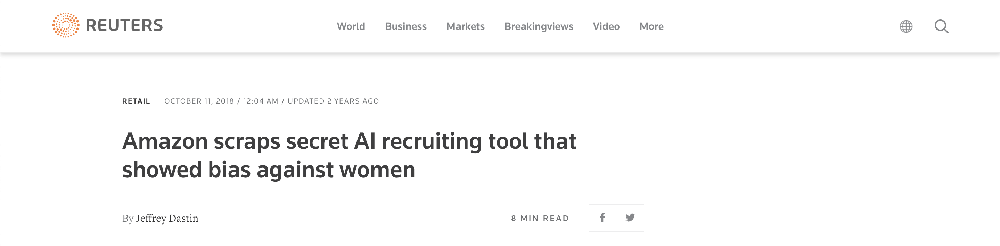 REUTERS
World Business Markets Breakingviews Video More
RETAIL OCTOBER 11, 2018 / 12:04 AM / UPDATED 2 YEARS AGO
Amazon scraps secret AI recruiting tool that
showed bias against women
By Jeffrey Dastin
8 MIN READ